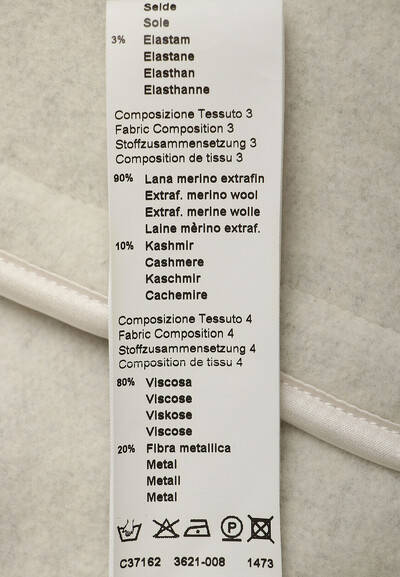 Seide
Soie
3% Elastam
Elastane
Elasthan
Elasthanne
Composizione Tessuto 3
Fabric Composition 3
Stoffzusammensetzung 3
Composition de tissu 3
90% Lana merino extrafin
Extraf. merino wool
Extraf. merine wolle
Laine mèrino extraf.
10% Kashmir
Cashmere
Kaschmir
Cachemire
Composizione Tessuto 4
Fabric Composition 4
Stoffzusammensetzung 4
Composition de tissu 4
80% Viscosa
Viscose
Viskose
Viscose
20% Fibra metallica
Metal
Metall
Metal
P
C37162 3621-008 1473